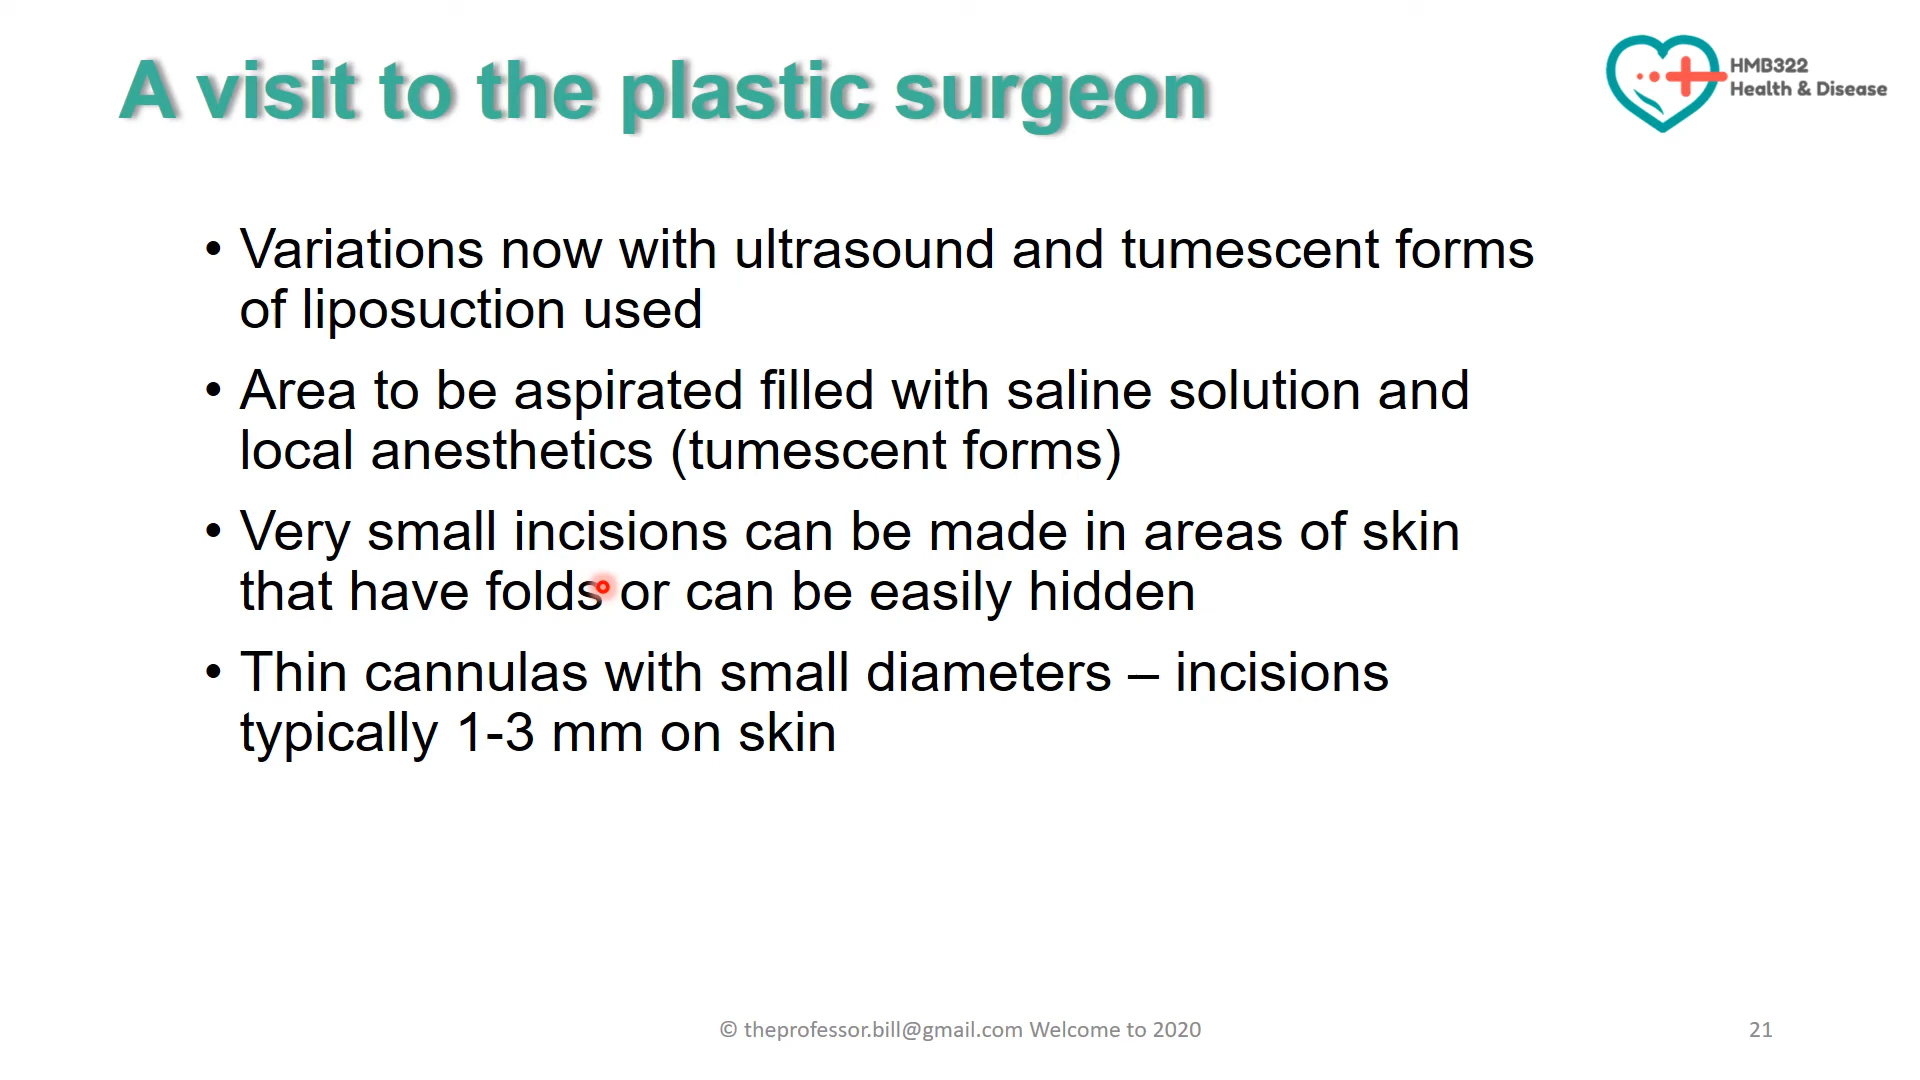 A visit to the plastic surgeon
HMB322
Health & Disease
• Variations now with ultrasound and tumescent forms
of liposuction used
• Area to be aspirated filled with saline solution and
local anesthetics (tumescent forms)
• Very small incisions can be made in areas of skin
that have folds or can be easily hidden
• Thin cannulas with small diameters – incisions
typically 1-3 mm on skin
© theprofessor.bill@gmail.com Welcome to 2020
21